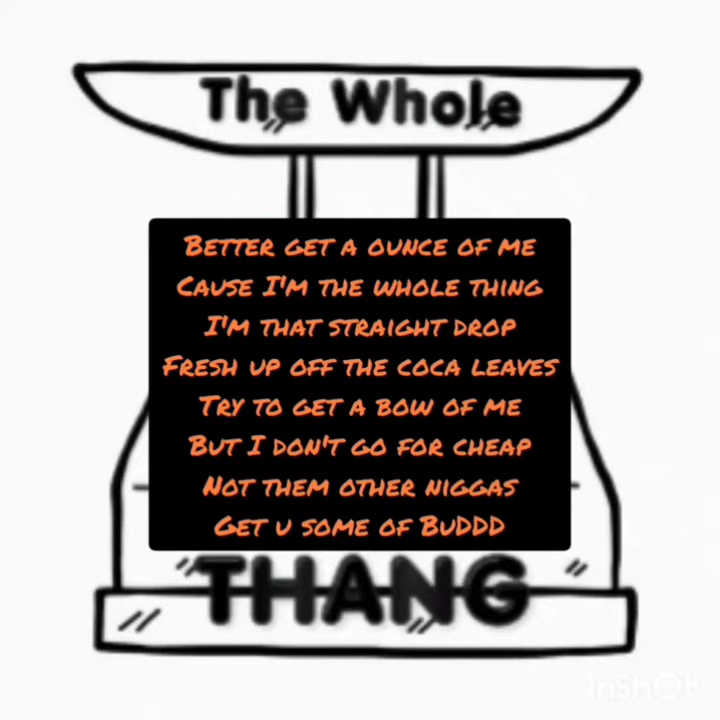 The Whole
BETTER GET A OUNCE OF ME
CAUSE I'M THE WHOLE THING
I'M THAT STRAIGHT DROP
FRESH UP OFF THE COCA LEAVES
TRY TO GET A BOW OF ME
BUT I DON'T GO FOR CHEAP
NOT THEM OTHER NIGGAS
GET U SOME OF BUDDD
THANG
InShOt